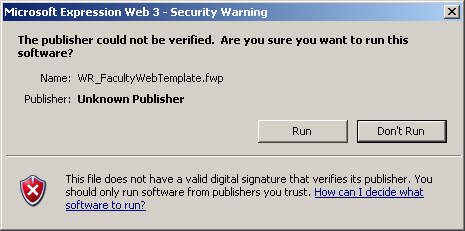 Microsoft Expression Web 3 - Security Warning
The publisher could not be verified.  Are you sure you want to run this
software?
Name: WR_FacultyWebTemplate.fwp
Publisher: Unknown Publisher
Run Don't Run
This file does not have a valid digital signature that verifies its publisher. You
should only run software from publishers you trust. How can I decide what
software to run?